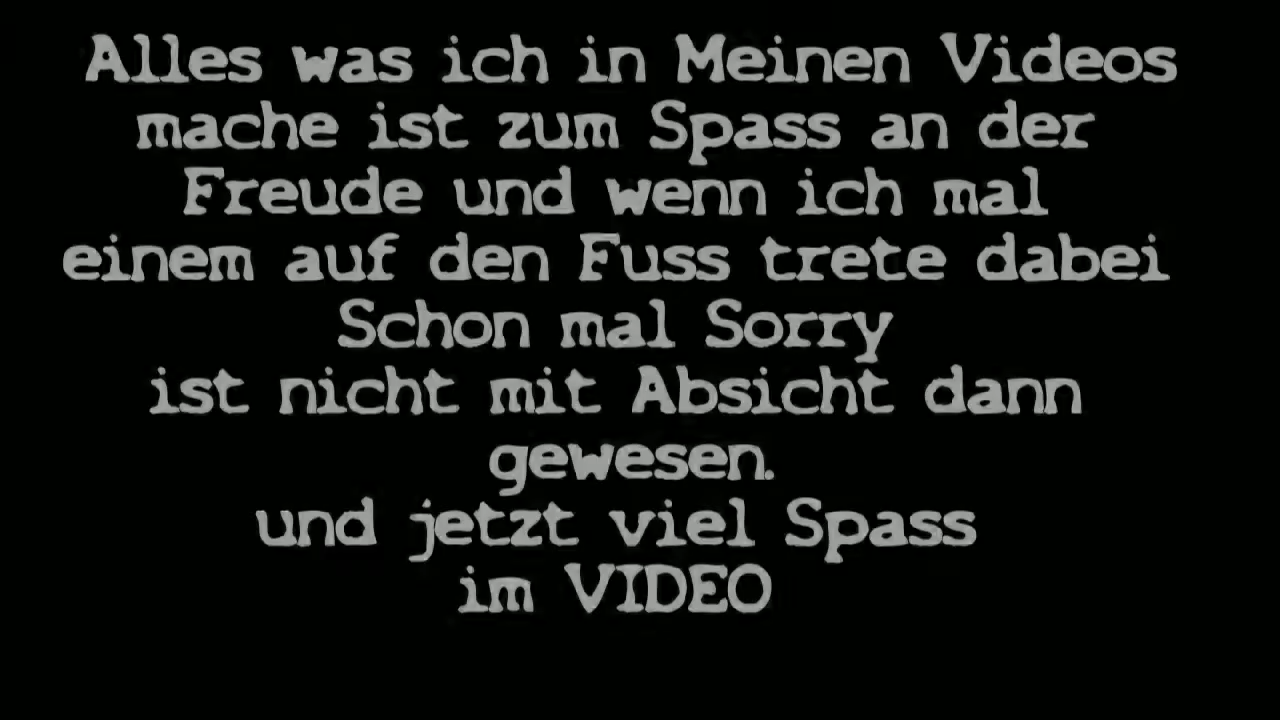 Alles was ich in Meinen Videos
mache ist zum Spass an der
Freude und wenn ich mal
einem auf den Fuss trete dabei
Schon mal Sorry
ist nicht mit Absicht dann
gewesen.
und jetzt viel Spass
im VIDEO